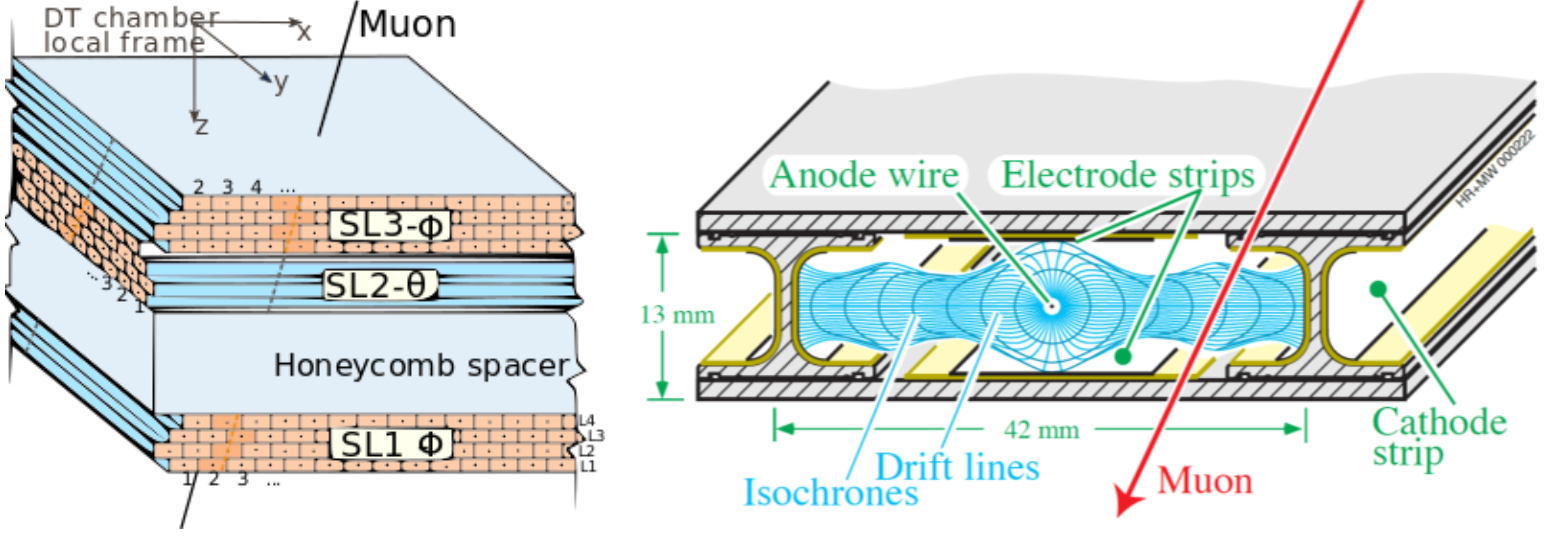 DT chamber
local frame
x
y
z
Muon
2 3 4 ...
SL3-Φ
...
3
2
1
SL2-θ
Honeycomb spacer
SL1 Φ
L4
L3
L2
L1
1 2 3 ...
Anode wire
Electrode strips
HR+MW 000222
13 mm
42 mm
Isochrones
Drift lines
Muon
Cathode
strip